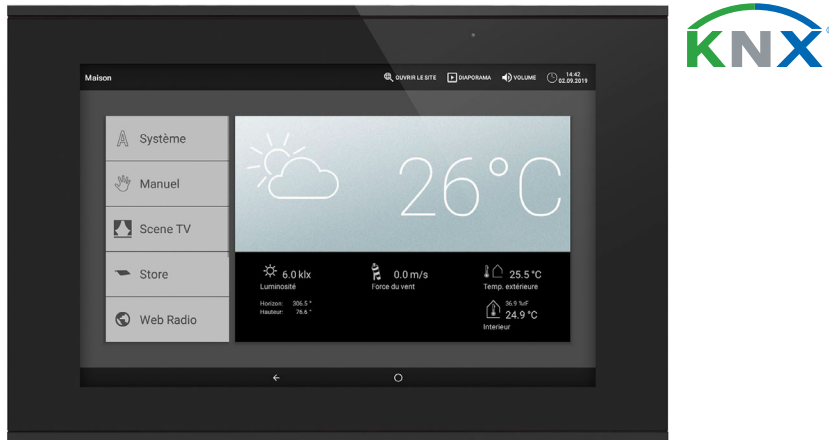 KNX®
Maison
OUVRIR LE SITE DIAPORAMA VOLUME 14:42
02.09.2019
Système
Manuel
Scene TV
Store
Web Radio
26°C
6.0 klx
Luminosité
Horizon: 306.5 °
Hauteur: 76.6 °
0.0 m/s
Force du vent
25.5 °C
Temp. extérieure
36.9 %rF
24.9 °C
Interieur